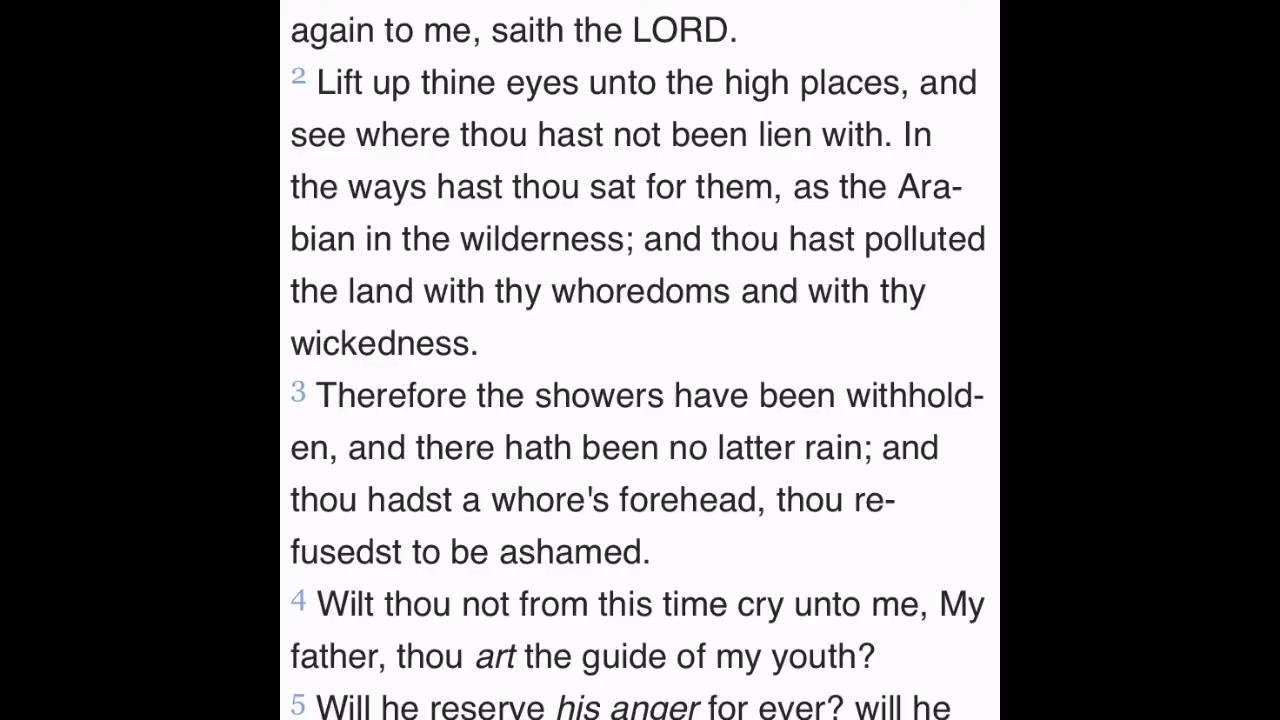 again to me, saith the LORD.
2 Lift up thine eyes unto the high places, and
see where thou hast not been lien with. In
the ways hast thou sat for them, as the Ara-
bian in the wilderness; and thou hast polluted
the land with thy whoredoms and with thy
wickedness.
3 Therefore the showers have been withhold-
en, and there hath been no latter rain; and
thou hadst a whore's forehead, thou re-
fusedst to be ashamed.
4 Wilt thou not from this time cry unto me, My
father, thou art the guide of my youth?
5 Will he reserve his anger for ever? will he